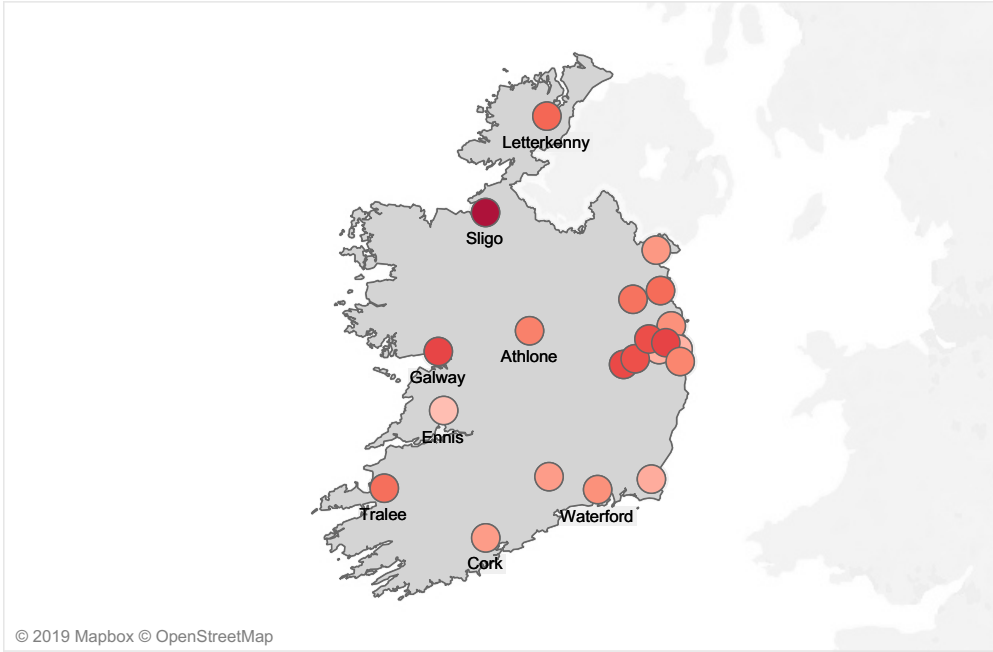 Letterkenny
Sligo
Athlone
Galway
Ennis
Tralee
Waterford
Cork
© 2019 Mapbox © OpenStreetMap